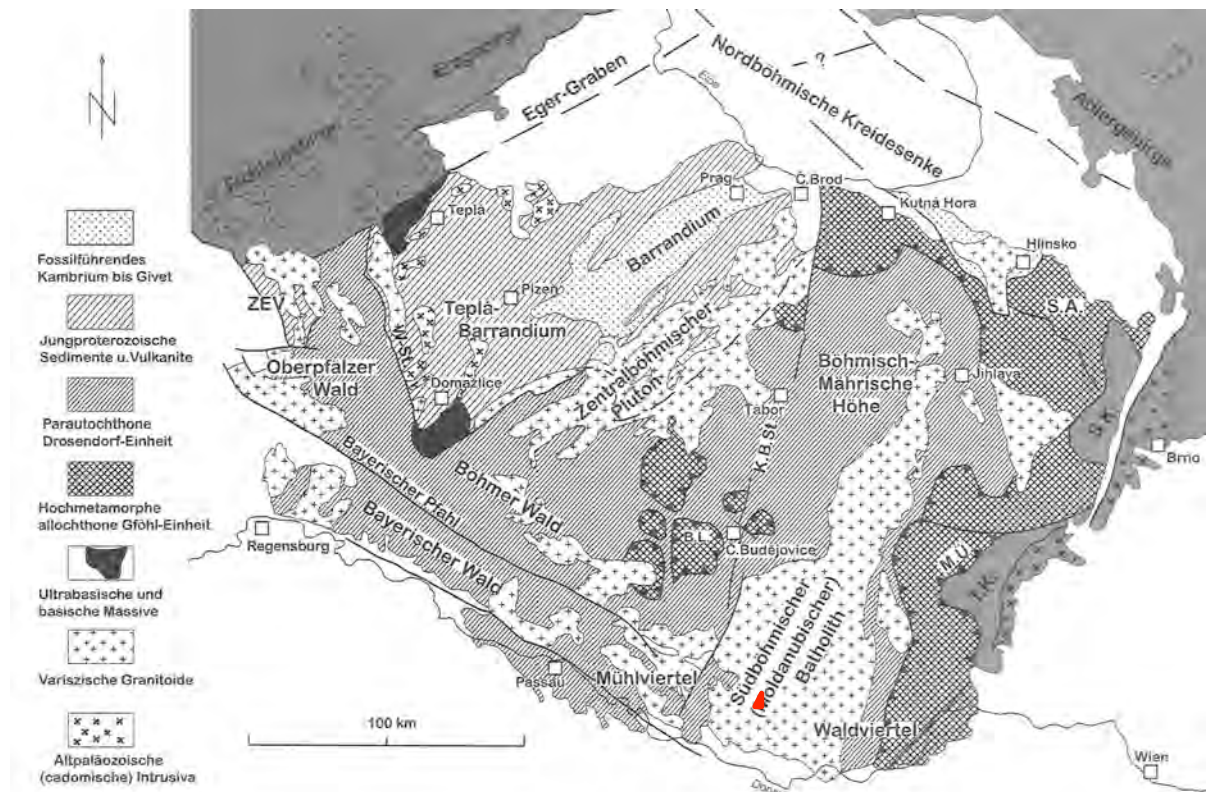 N
Fossilführendes
Kambrium bis Givet
Jungproterozoische
Sedimente u.Vulkanite
Parautochthone
Drosendorf-Einheit
Hochmetamorphe
allochthone Gföhl-Einheit
Ultrabasische und
basische Massive
Variszische Granitoide
Altpaläozoische
(cadomische) Intrusiva
Erzgebirge
Eger-Graben
Elbe
Nordböhmische Kreidesenke
?
Adlergebirge
Fichtelgebirge
Prag
Č.Brod
Kutná Hora
Teplá
Barrandium
Hlinsko
ZEV
Plzen
S.A.
Teplá-
Barrandium
W-St.
Oberpfälzer
Wald
Zentralböhmischer
Pluton
Böhmisch-
Mährische
Höhe
Jihlava
Domažlice
Tabor
S.K.
Brno
K.B.St.
Bayerischer Pfahl
Böhmer Wald
Bayerischer Wald
Regensburg
B.L.
Č.Budějovice
M.Ü.
T.K.
Südböhmischer
(moldanubischer)
Batholith
Passau
Mühlviertel
100 km
Waldviertel
Wien